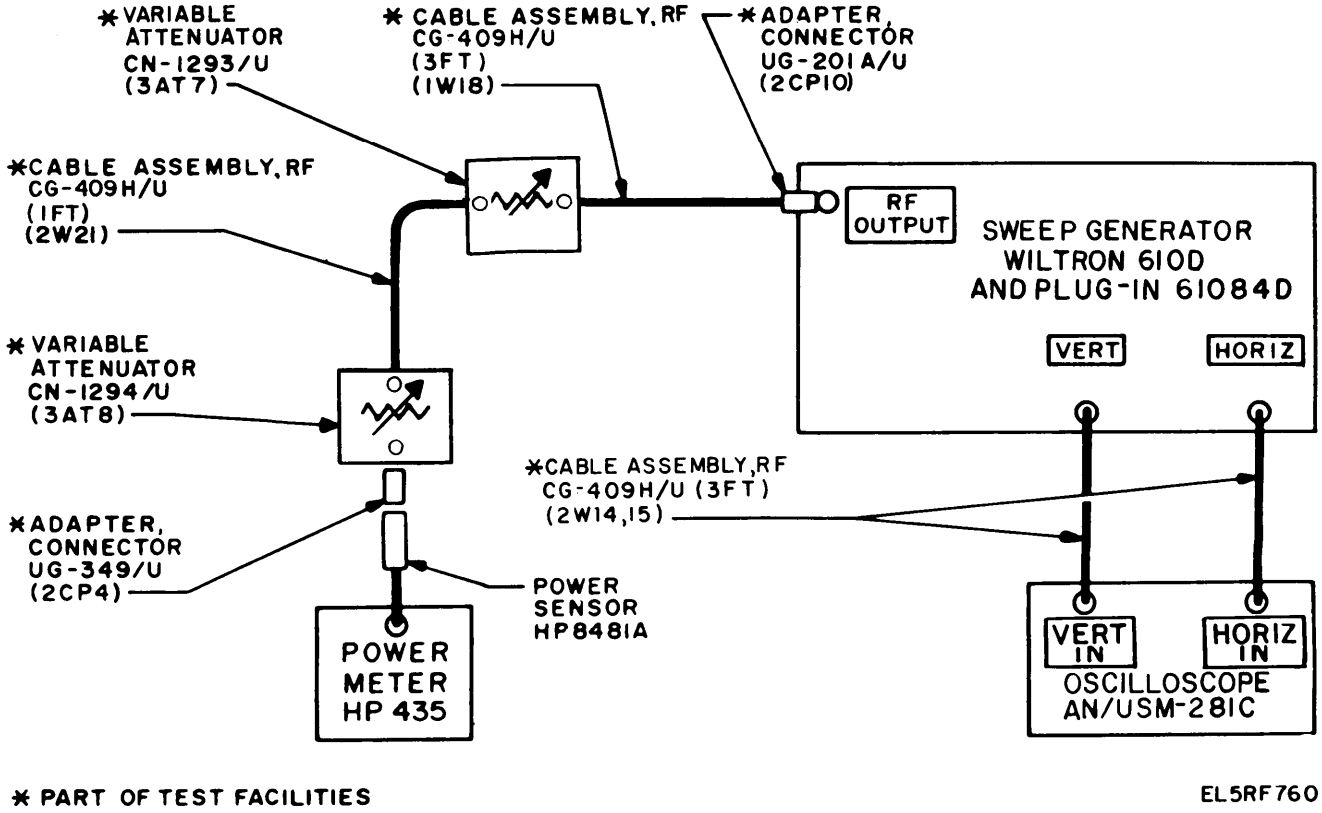 * VARIABLE
ATTENUATOR
CN-1293/U
(3AT7)
* CABLE ASSEMBLY, RF
CG-409H/U
(3FT)
(1W18)
* ADAPTER,
CONNECTOR
UG-201A/U
(2CP10)
* CABLE ASSEMBLY, RF
CG-409H/U
(1FT)
(2W21)
RF
OUTPUT
SWEEP GENERATOR
WILTRON 610D
AND PLUG-IN 61084D
VERT
HORIZ
* VARIABLE
ATTENUATOR
CN-1294/U
(3AT8)
* CABLE ASSEMBLY, RF
CG-409H/U (3FT)
(2W14,15)
* ADAPTER,
CONNECTOR
UG-349/U
(2CP4)
POWER
SENSOR
HP8481A
POWER
METER
HP 435
VERT
IN
HORIZ
IN
OSCILLOSCOPE
AN/USM-281C
* PART OF TEST FACILITIES
EL5RF760